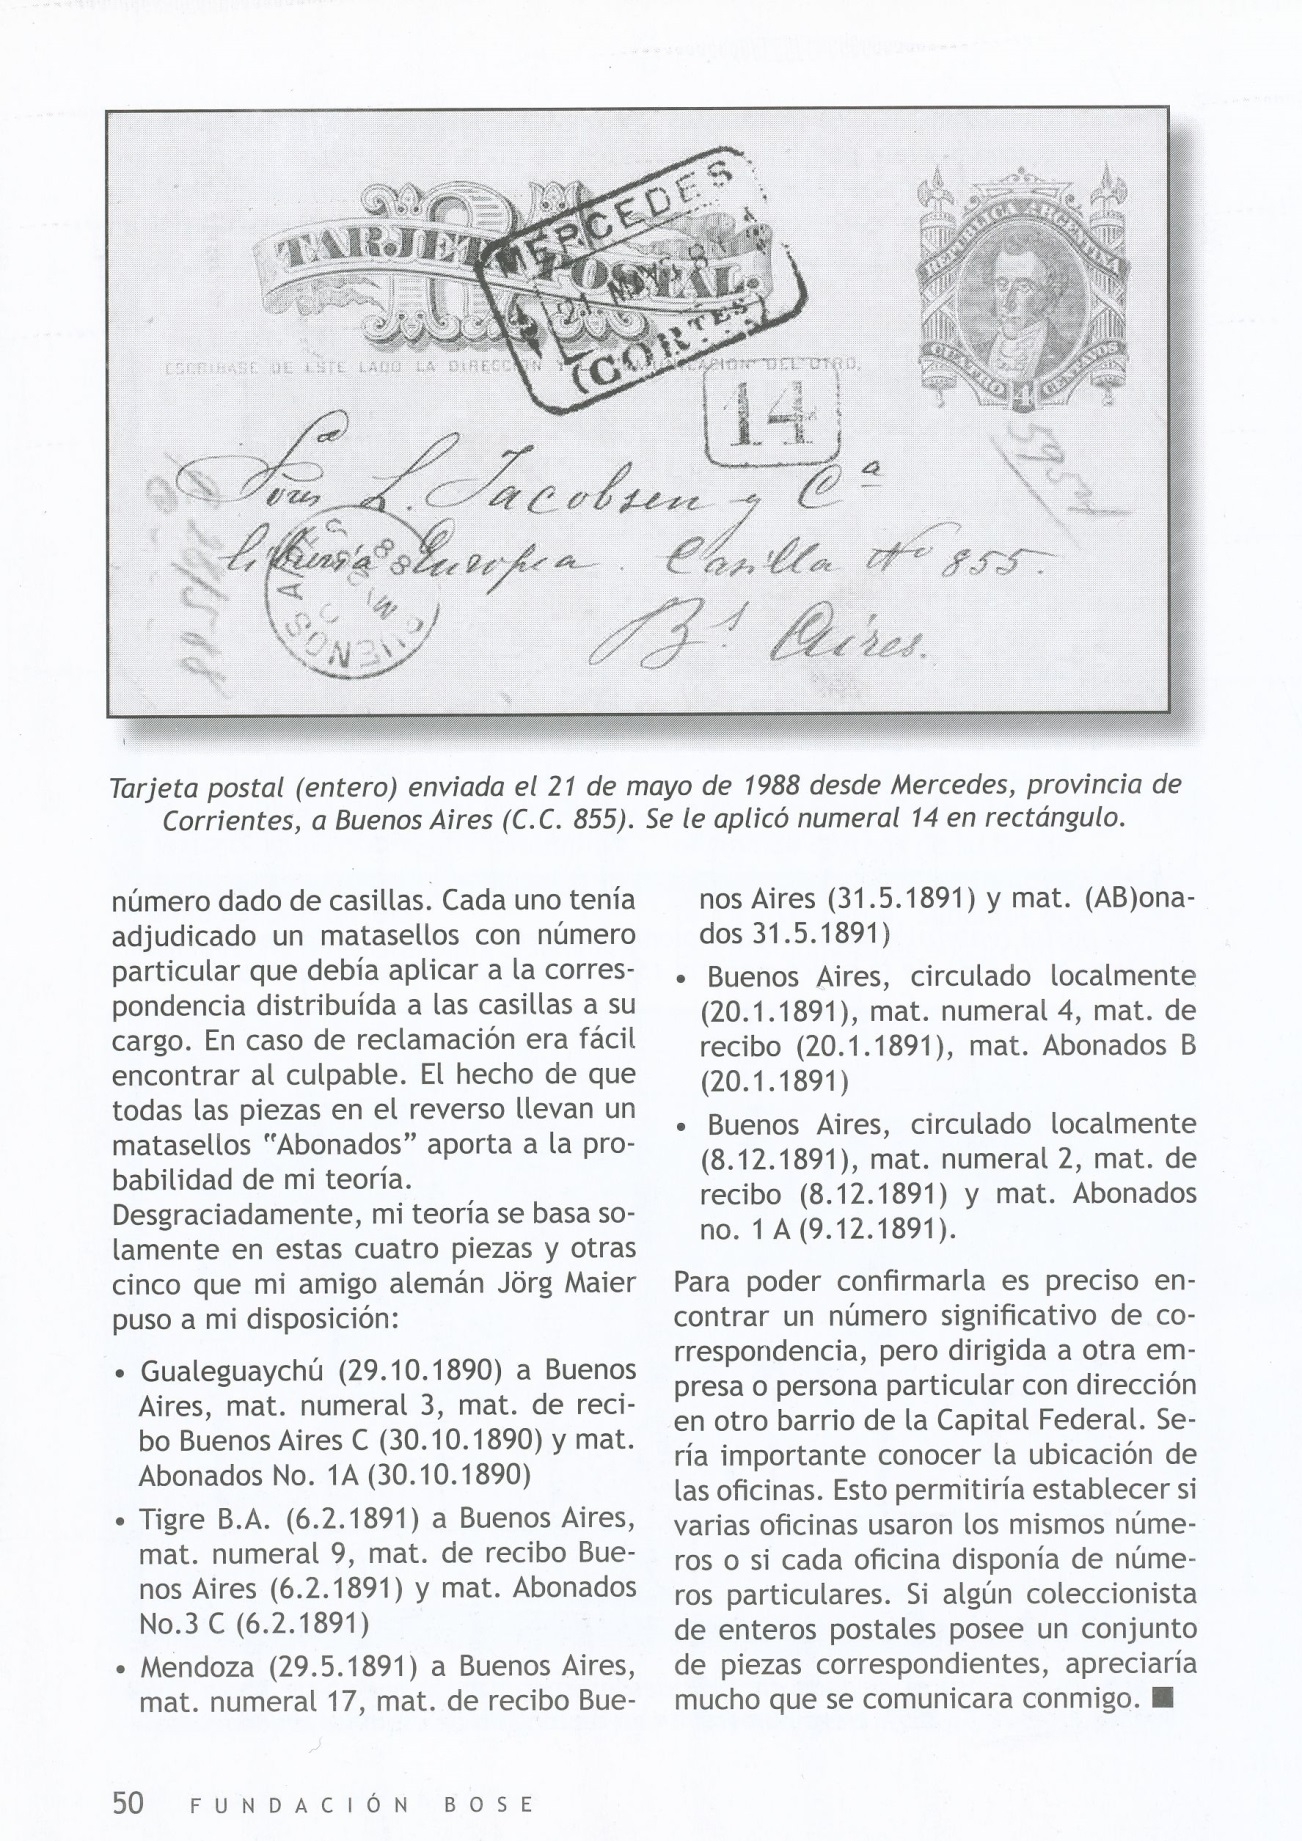 TARJETA POSTAL.
MERCEDES
21 MAYO 8
(CORTES)
REPUBLICA ARGENTINA
CUATRO 4 CENTAVOS
ESCRIBASE DE ESTE LADO LA DIRECCION Y LA COMUNICACION DEL OTRO.
14
Sres L. Jacobsen y Cª
libreria Europea. Casilla Nº 855.
Bs. Aires.
BUENOS AIRES
88
26/5 88
Tarjeta postal (entero) enviada el 21 de mayo de 1988 desde Mercedes, provincia de
Corrientes, a Buenos Aires (C.C. 855). Se le aplicó numeral 14 en rectángulo.
número dado de casillas. Cada uno tenía
adjudicado un matasellos con número
particular que debía aplicar a la corres-
pondencia distribuída a las casillas a su
cargo. En caso de reclamación era fácil
encontrar al culpable. El hecho de que
todas las piezas en el reverso llevan un
matasellos "Abonados" aporta a la pro-
babilidad de mi teoría.
Desgraciadamente, mi teoría se basa so-
lamente en estas cuatro piezas y otras
cinco que mi amigo alemán Jörg Maier
puso a mi disposición:
• Gualeguaychú (29.10.1890) a Buenos
Aires, mat. numeral 3, mat. de reci-
bo Buenos Aires C (30.10.1890) y mat.
Abonados No. 1A (30.10.1890)
• Tigre B.A. (6.2.1891) a Buenos Aires,
mat. numeral 9, mat. de recibo Bue-
nos Aires (6.2.1891) y mat. Abonados
No.3 C (6.2.1891)
• Mendoza (29.5.1891) a Buenos Aires,
mat. numeral 17, mat. de recibo Bue-
nos Aires (31.5.1891) y mat. (AB)ona-
dos 31.5.1891)
• Buenos Aires, circulado localmente
(20.1.1891), mat. numeral 4, mat. de
recibo (20.1.1891), mat. Abonados B
(20.1.1891)
• Buenos Aires, circulado localmente
(8.12.1891), mat. numeral 2, mat. de
recibo (8.12.1891) y mat. Abonados
no. 1 A (9.12.1891).
Para poder confirmarla es preciso en-
contrar un número significativo de co-
rrespondencia, pero dirigida a otra em-
presa o persona particular con dirección
en otro barrio de la Capital Federal. Se-
ría importante conocer la ubicación de
las oficinas. Esto permitiría establecer si
varias oficinas usaron los mismos núme-
ros o si cada oficina disponía de núme-
ros particulares. Si algún coleccionista
de enteros postales posee un conjunto
de piezas correspondientes, apreciaría
mucho que se comunicara conmigo. ■
50 FUNDACIÓN BOSE